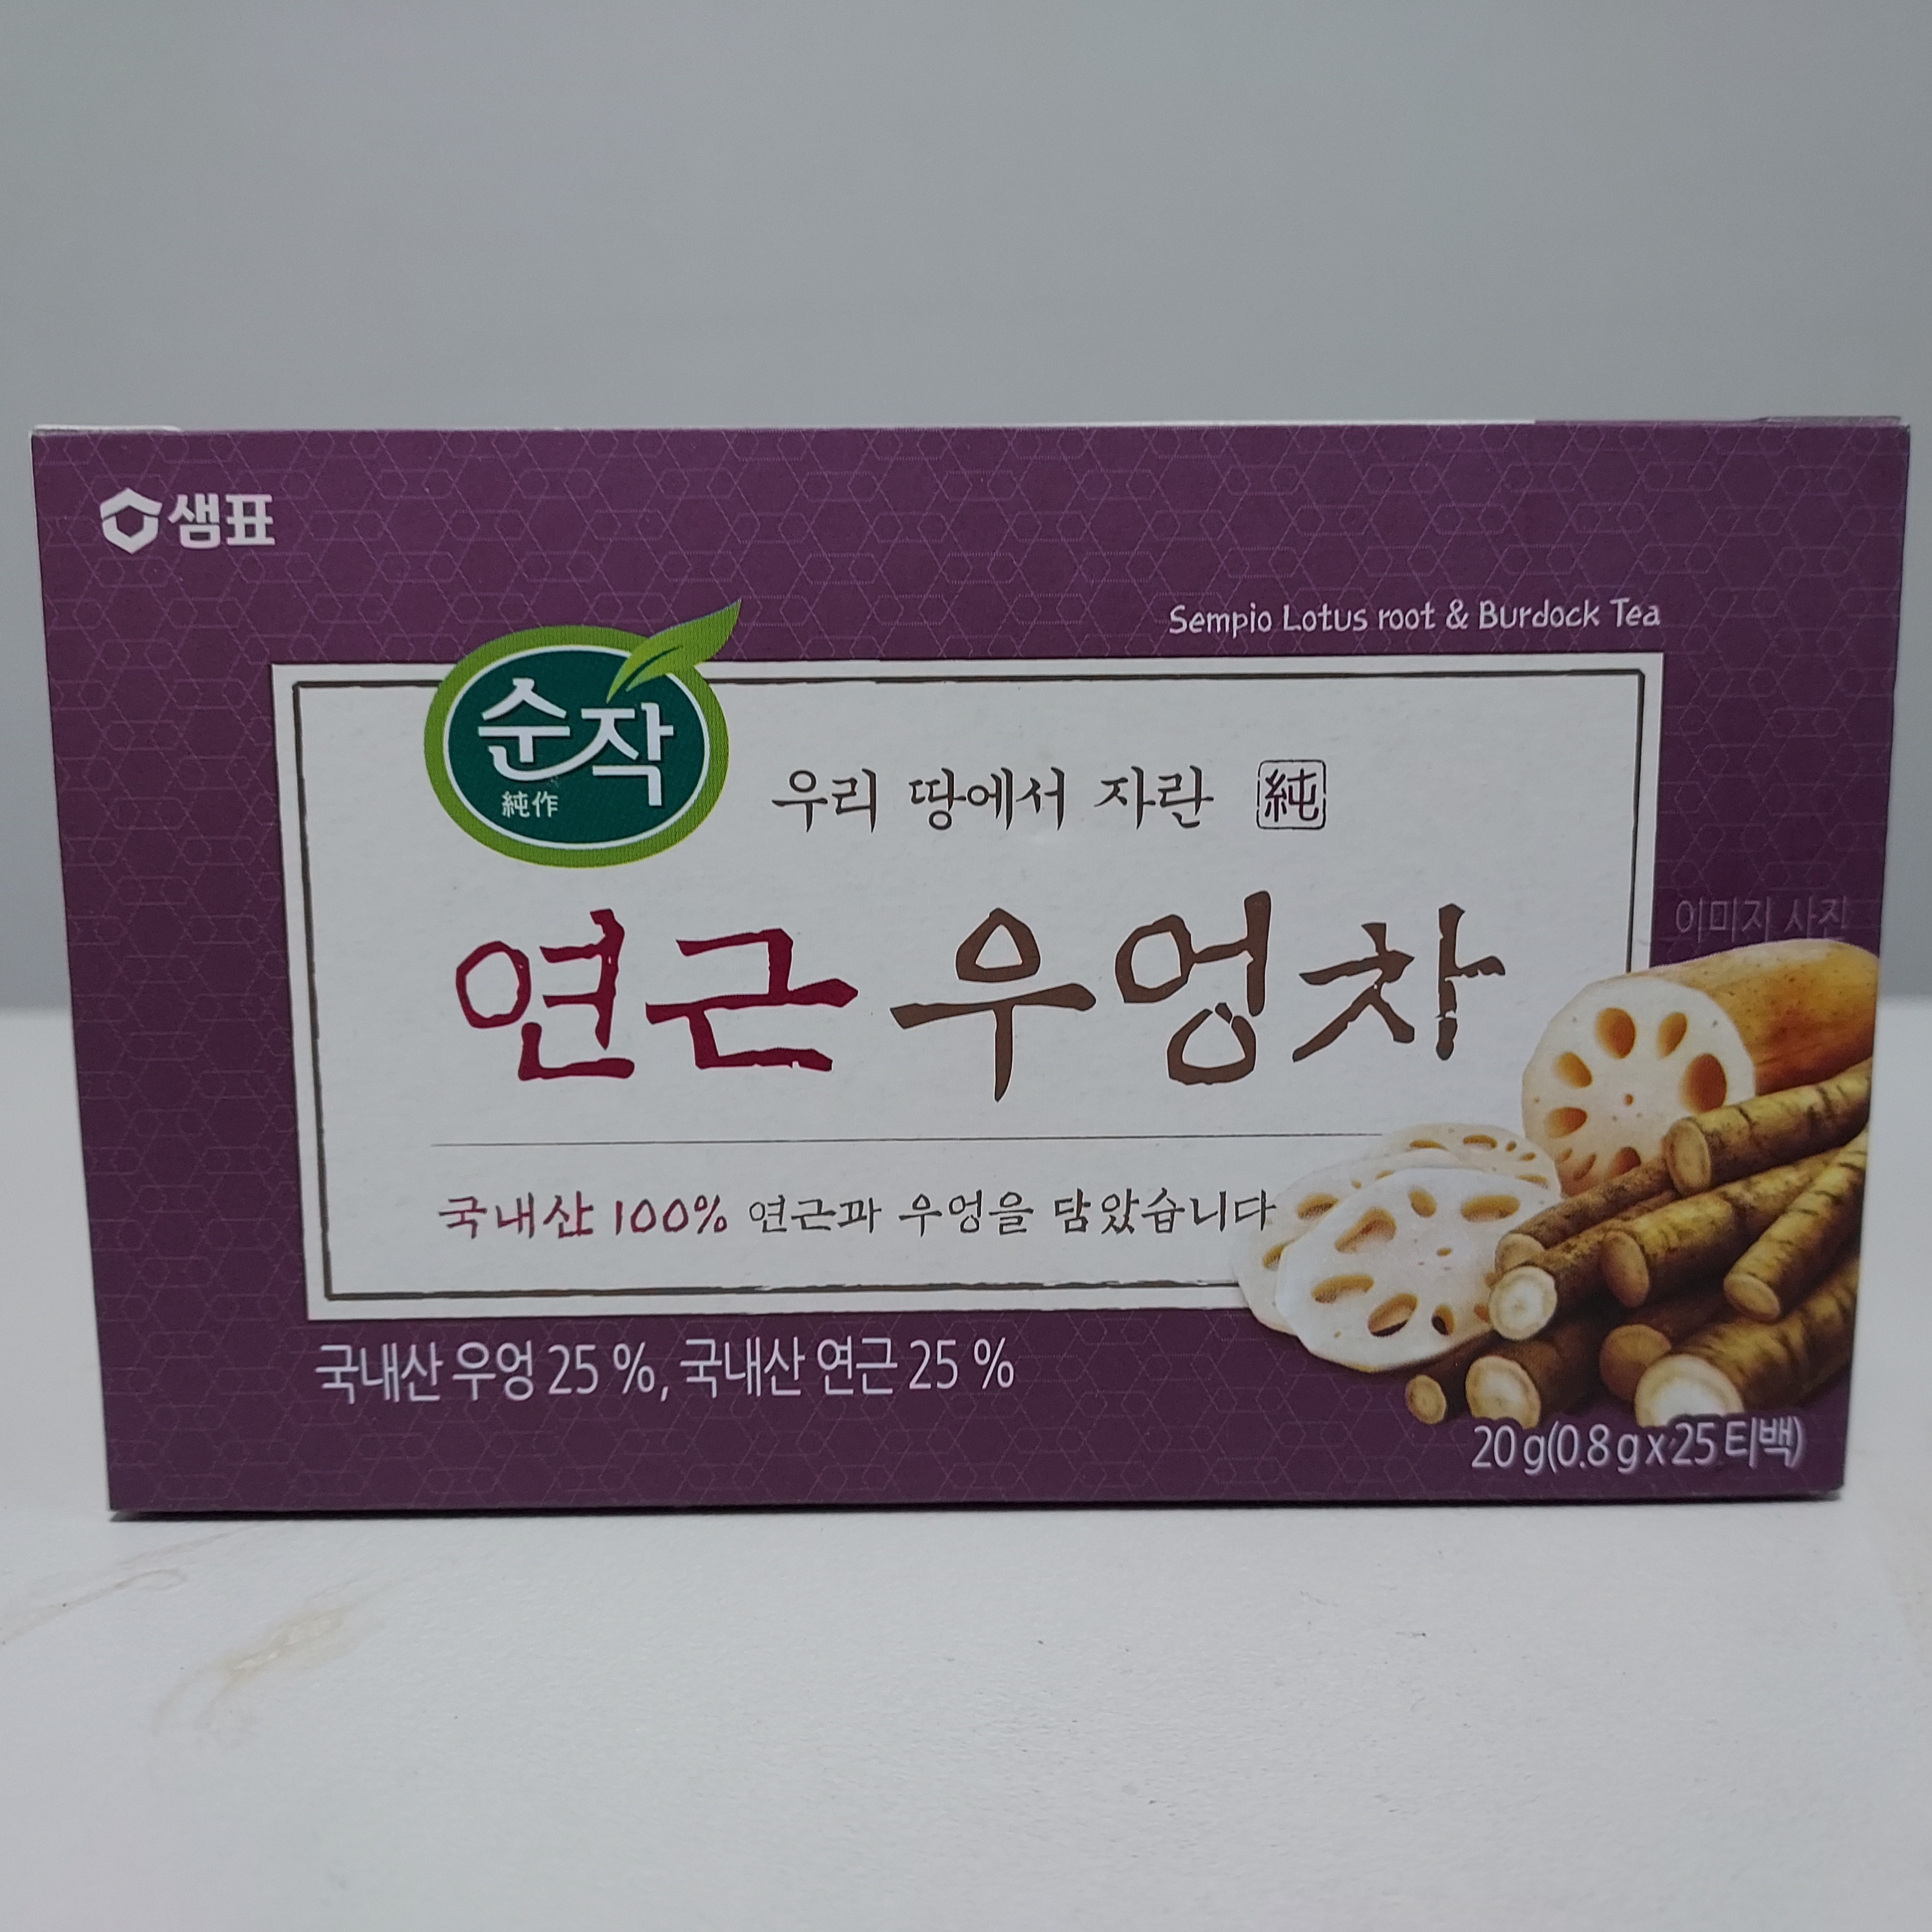 샘표
Sempio Lotus root & Burdock Tea
순작
純作
우리 땅에서 자란 純
연근 우엉차
이미지 사진
국내산 100% 연근과 우엉을 담았습니다
국내산 우엉 25 %, 국내산 연근 25 %
20 g(0.8 g x 25 티백)